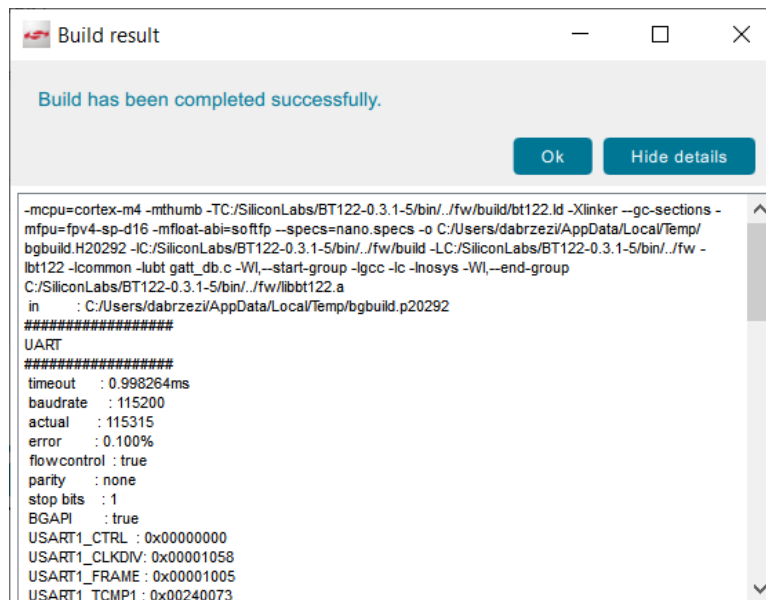 Build result
Build has been completed successfully.
Ok
Hide details
-mcpu=cortex-m4 -mthumb -TC:/SiliconLabs/BT122-0.3.1-5/bin/../fw/build/bt122.ld -Xlinker --gc-sections -
mfpu=fpv4-sp-d16 -mfloat-abi=softfp --specs=nano.specs -o C:/Users/dabrzezi/AppData/Local/Temp/
bgbuild.H20292 -IC:/SiliconLabs/BT122-0.3.1-5/bin/../fw/build -LC:/SiliconLabs/BT122-0.3.1-5/bin/../fw -
lbt122 -lcommon -lubt gatt_db.c -Wl,--start-group -lgcc -lc -lnosys -Wl,--end-group
C:/SiliconLabs/BT122-0.3.1-5/bin/../fw/libbt122.a
in : C:/Users/dabrzezi/AppData/Local/Temp/bgbuild.p20292
##################
UART
##################
timeout : 0.998264ms
baudrate : 115200
actual : 115315
error : 0.100%
flowcontrol : true
parity : none
stop bits : 1
BGAPI : true
USART1_CTRL : 0x00000000
USART1_CLKDIV: 0x00001058
USART1_FRAME : 0x00001005
USART1_TCMP1 : 0x00240073